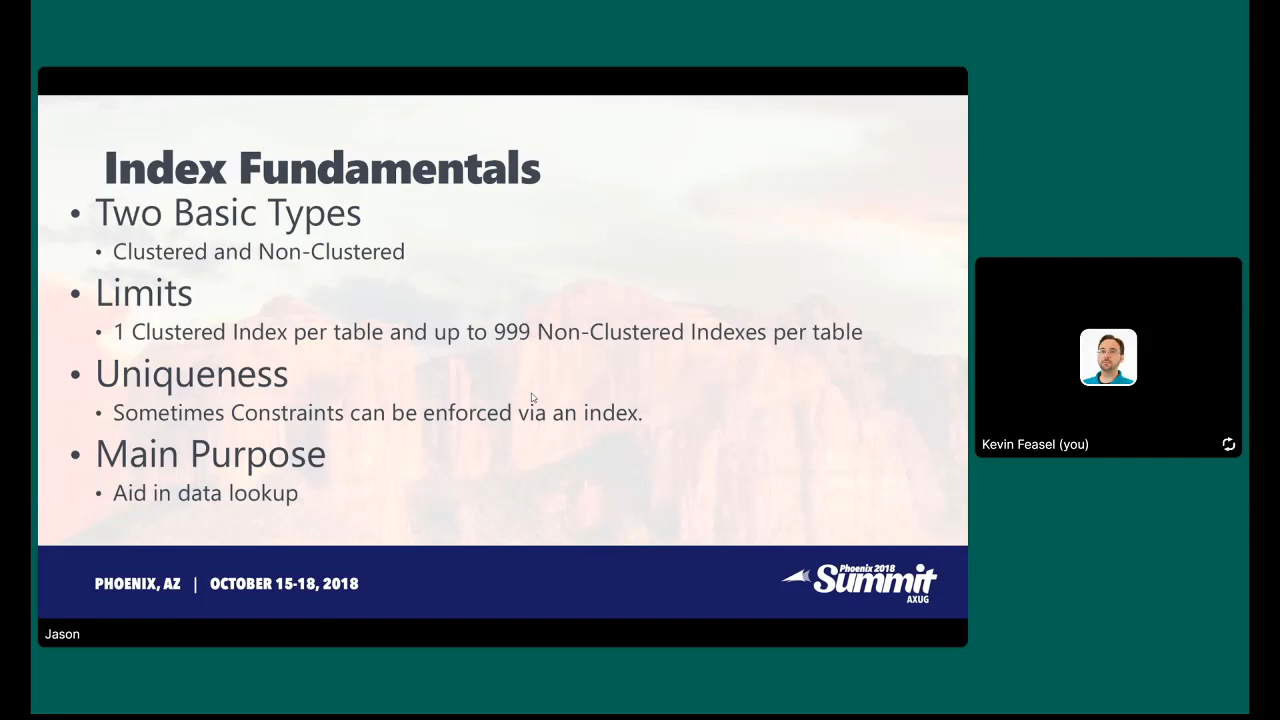 Index Fundamentals
• Two Basic Types
• Clustered and Non-Clustered
• Limits
• 1 Clustered Index per table and up to 999 Non-Clustered Indexes per table
• Uniqueness
• Sometimes Constraints can be enforced via an index.
• Main Purpose
• Aid in data lookup
PHOENIX, AZ | OCTOBER 15-18, 2018
Phoenix 2018
Summit
AXUG
Jason
Kevin Feasel (you)